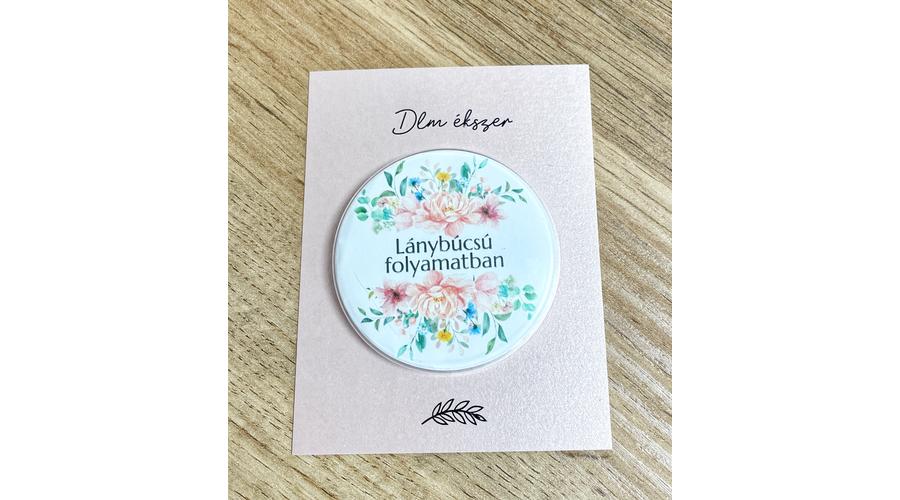 Dlm ékszer
Lánybúcsú
folyamatban